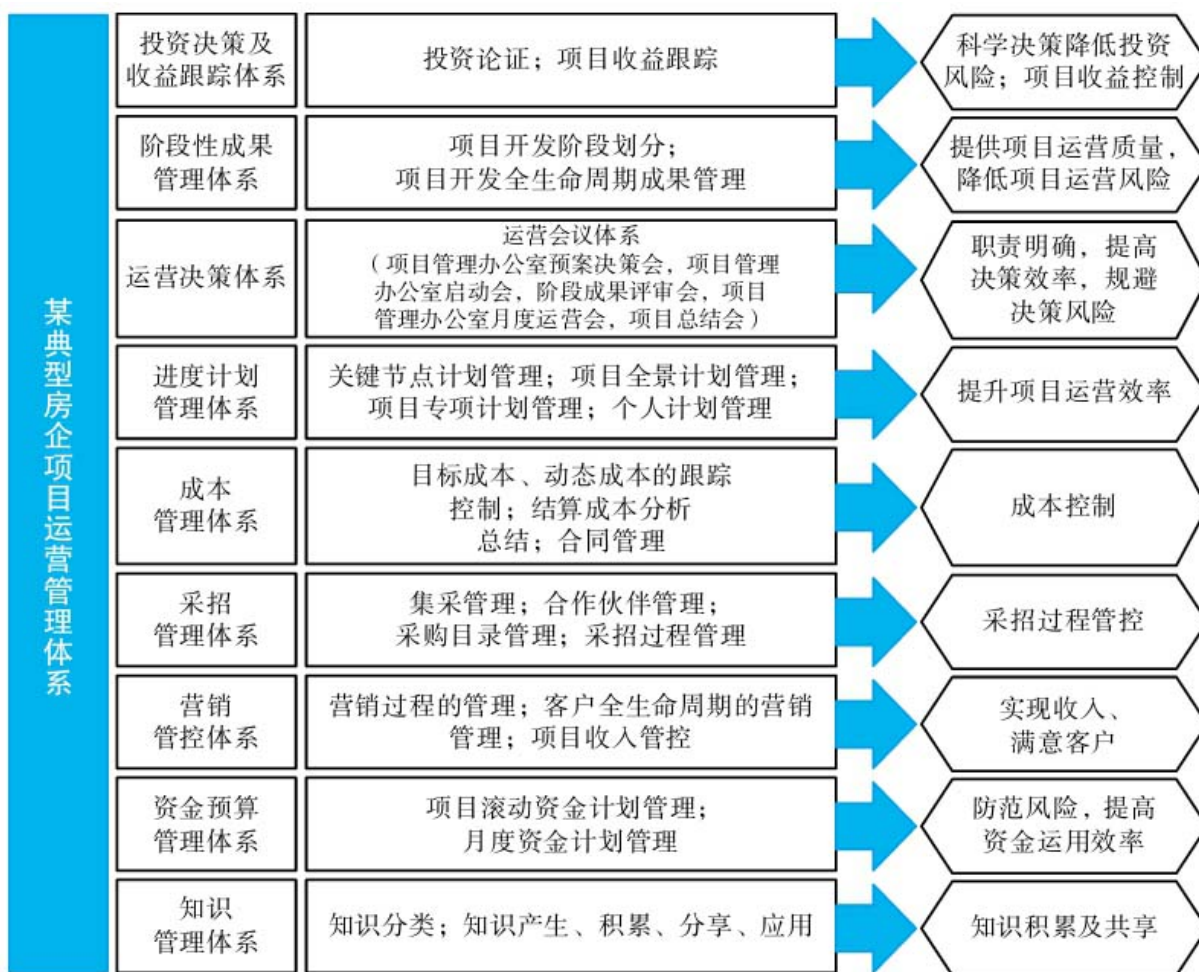 某典型房企项目运营管理体系
投资决策及
收益跟踪体系
投资论证；项目收益跟踪
科学决策降低投资
风险；项目收益控制
阶段性成果
管理体系
项目开发阶段划分；
项目开发全生命周期成果管理
提供项目运营质量，
降低项目运营风险
运营决策体系
运营会议体系
（项目管理办公室预案决策会，项目管理
办公室启动会，阶段成果评审会，项目
管理办公室月度运营会，项目总结会）
职责明确，提高
决策效率，规避
决策风险
进度计划
管理体系
关键节点计划管理；项目全景计划管理；
项目专项计划管理；个人计划管理
提升项目运营效率
成本
管理体系
目标成本、动态成本的跟踪
控制；结算成本分析
总结；合同管理
成本控制
采招
管理体系
集采管理；合作伙伴管理；
采购目录管理；采招过程管理
采招过程管控
营销
管控体系
营销过程的管理；客户全生命周期的营销
管理；项目收入管控
实现收入、
满意客户
资金预算
管理体系
项目滚动资金计划管理；
月度资金计划管理
防范风险，提高
资金运用效率
知识
管理体系
知识分类；知识产生、积累、分享、应用
知识积累及共享